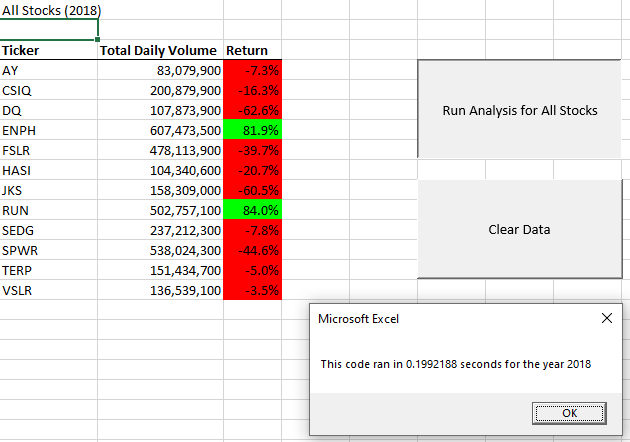 All Stocks (2018)
Ticker Total Daily Volume Return
AY 83,079,900 -7.3%
CSIQ 200,879,900 -16.3%
DQ 107,873,900 -62.6%
ENPH 607,473,500 81.9%
FSLR 478,113,900 -39.7%
HASI 104,340,600 -20.7%
JKS 158,309,000 -60.5%
RUN 502,757,100 84.0%
SEDG 237,212,300 -7.8%
SPWR 538,024,300 -44.6%
TERP 151,434,700 -5.0%
VSLR 136,539,100 -3.5%
Run Analysis for All Stocks
Clear Data
Microsoft Excel
This code ran in 0.1992188 seconds for the year 2018
OK